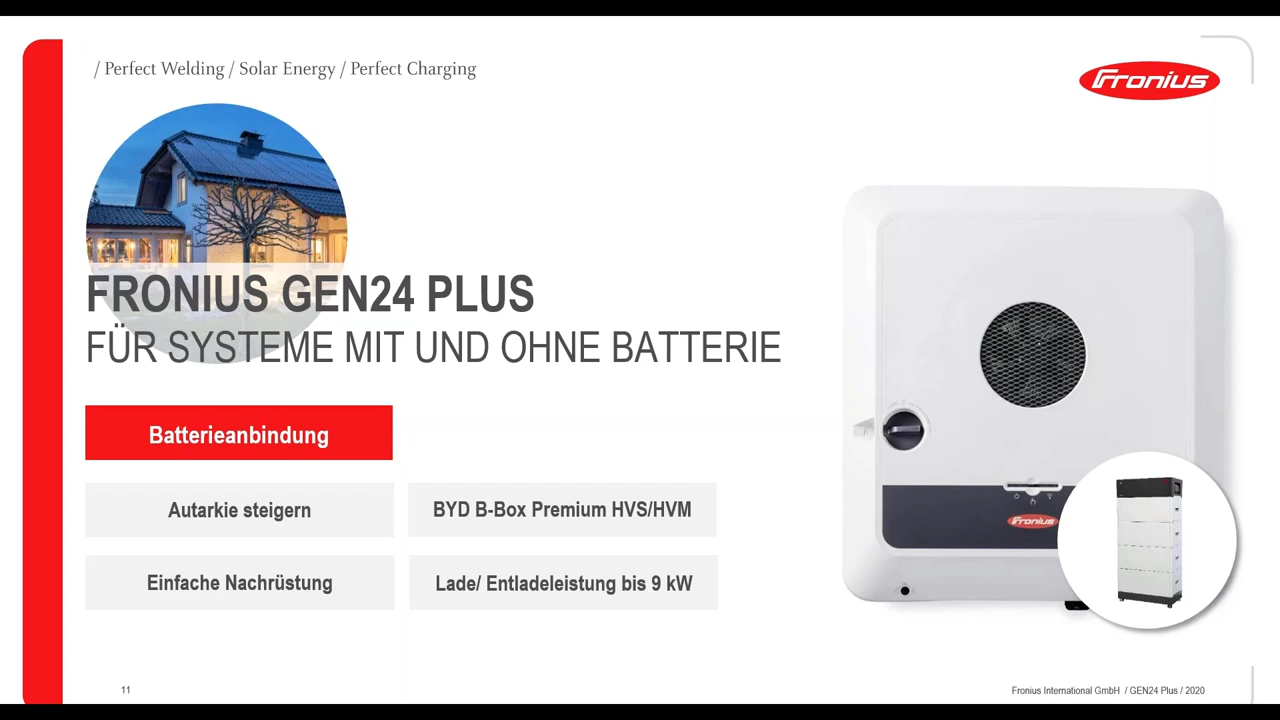 / Perfect Welding / Solar Energy / Perfect Charging
Fronius
FRONIUS GEN24 PLUS
FÜR SYSTEME MIT UND OHNE BATTERIE
Batterieanbindung
Autarkie steigern
BYD B-Box Premium HVS/HVM
Einfache Nachrüstung
Lade/ Entladeleistung bis 9 kW
Fronius
11
Fronius International GmbH / GEN24 Plus / 2020